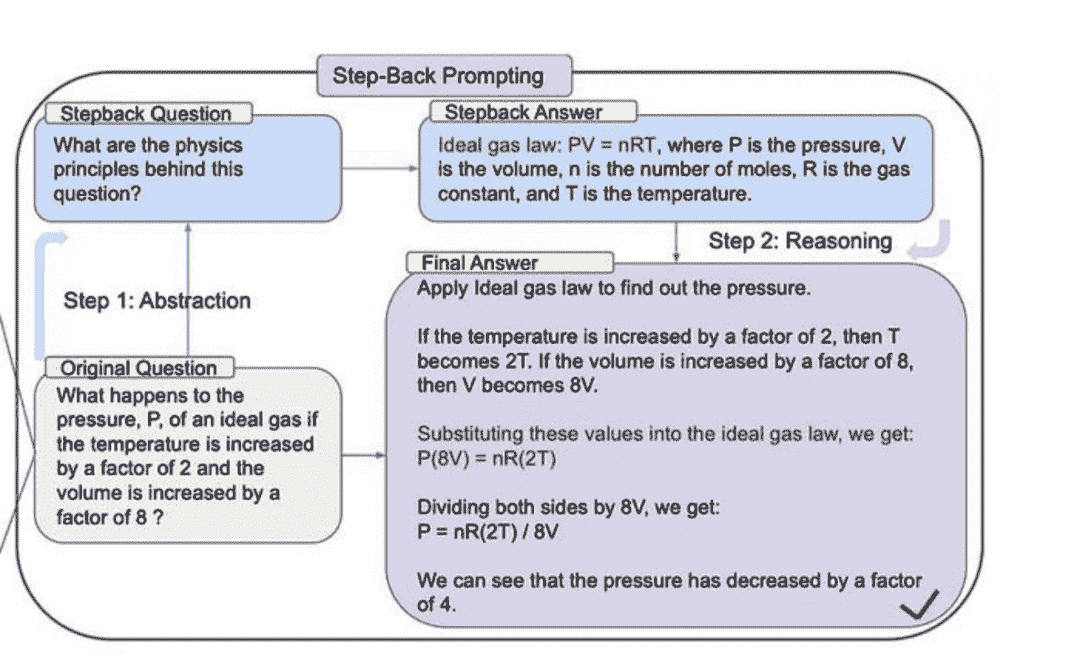 Step-Back Prompting
Stepback Question
What are the physics
principles behind this
question?
Stepback Answer
Ideal gas law: PV = nRT, where P is the pressure, V
is the volume, n is the number of moles, R is the gas
constant, and T is the temperature.
Step 1: Abstraction
Step 2: Reasoning
Original Question
What happens to the
pressure, P, of an ideal gas if
the temperature is increased
by a factor of 2 and the
volume is increased by a
factor of 8 ?
Final Answer
Apply Ideal gas law to find out the pressure.
If the temperature is increased by a factor of 2, then T
becomes 2T. If the volume is increased by a factor of 8,
then V becomes 8V.
Substituting these values into the ideal gas law, we get:
P(8V) = nR(2T)
Dividing both sides by 8V, we get:
P = nR(2T) / 8V
We can see that the pressure has decreased by a factor
of 4.